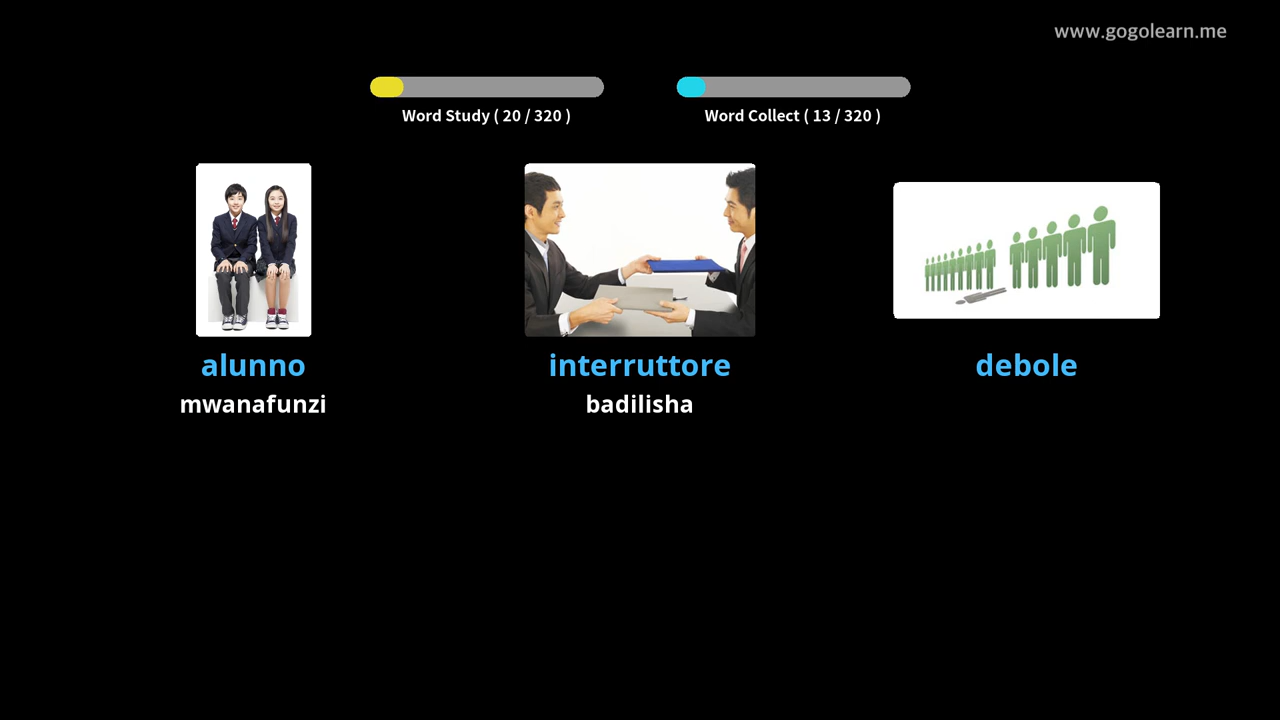 www.gogolearn.me
Word Study ( 20 / 320 )
Word Collect ( 13 / 320 )
alunno
interruttore
debole
mwanafunzi
badilisha